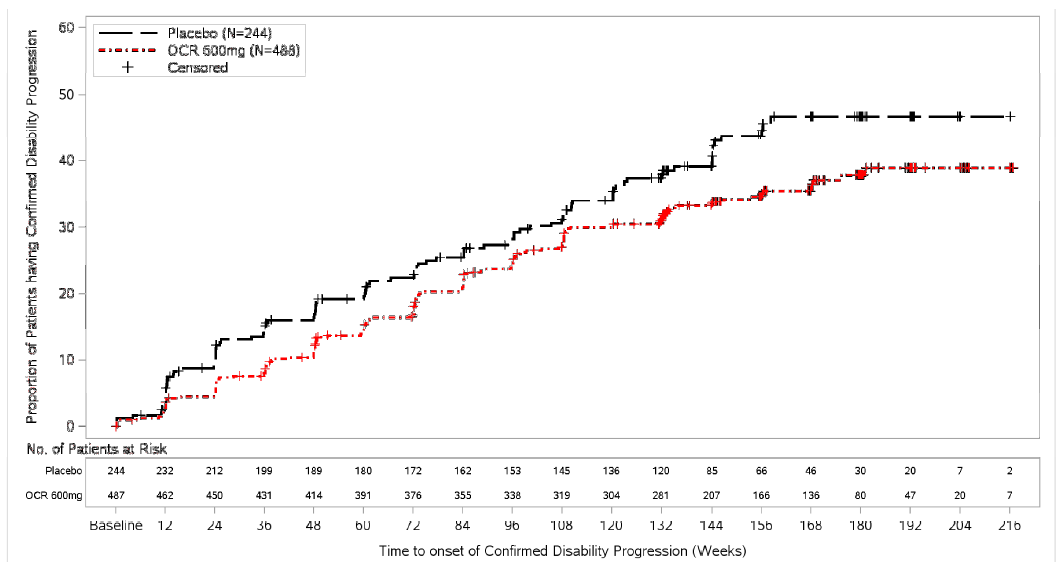 60
50
40
30
20
10
0
Proportion of Patients having Confirmed Disability Progression
Placebo (N=244)
OCR 600mg (N=488)
Censored
No. of Patients at Risk
Placebo 244 232 212 199 189 180 172 162 153 145 136 120 85 66 46 30 20 7 2
OCR 600mg 487 462 450 431 414 391 376 355 338 319 304 281 207 166 136 80 47 20 7
Baseline 12 24 36 48 60 72 84 96 108 120 132 144 156 168 180 192 204 216
Time to onset of Confirmed Disability Progression (Weeks)